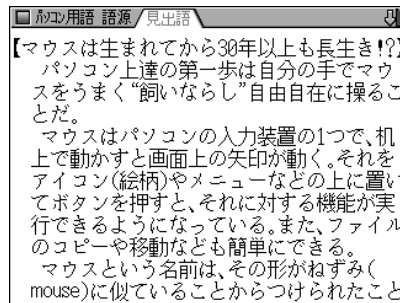 パソコン用語 語源 見出語
【マウスは生まれてから30年以上も長生き!?】
パソコン上達の第一歩は自分の手でマウ
スをうまく“飼いならし”自由自在に操るこ
とだ。
マウスはパソコンの入力装置の1つで、机
上で動かすと画面上の矢印が動く。それを
アイコン(絵柄)やメニューなどの上に置い
てボタンを押すと、それに対する機能が実
行できるようになっている。また、ファイル
のコピーや移動なども簡単にできる。
マウスという名前は、その形がねずみ(
mouse)に似ていることからつけられたこと